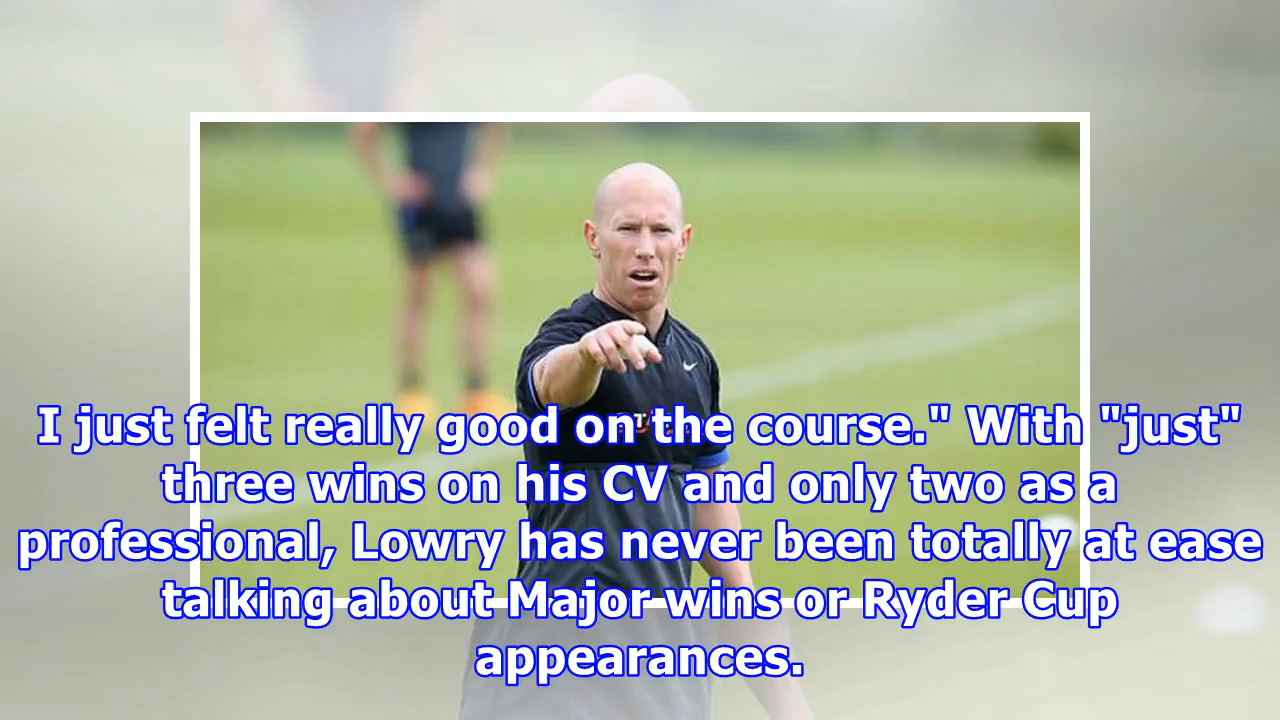 I just felt really good on the course." With "just"
three wins on his CV and only two as a
professional, Lowry has never been totally at ease
talking about Major wins or Ryder Cup
appearances.